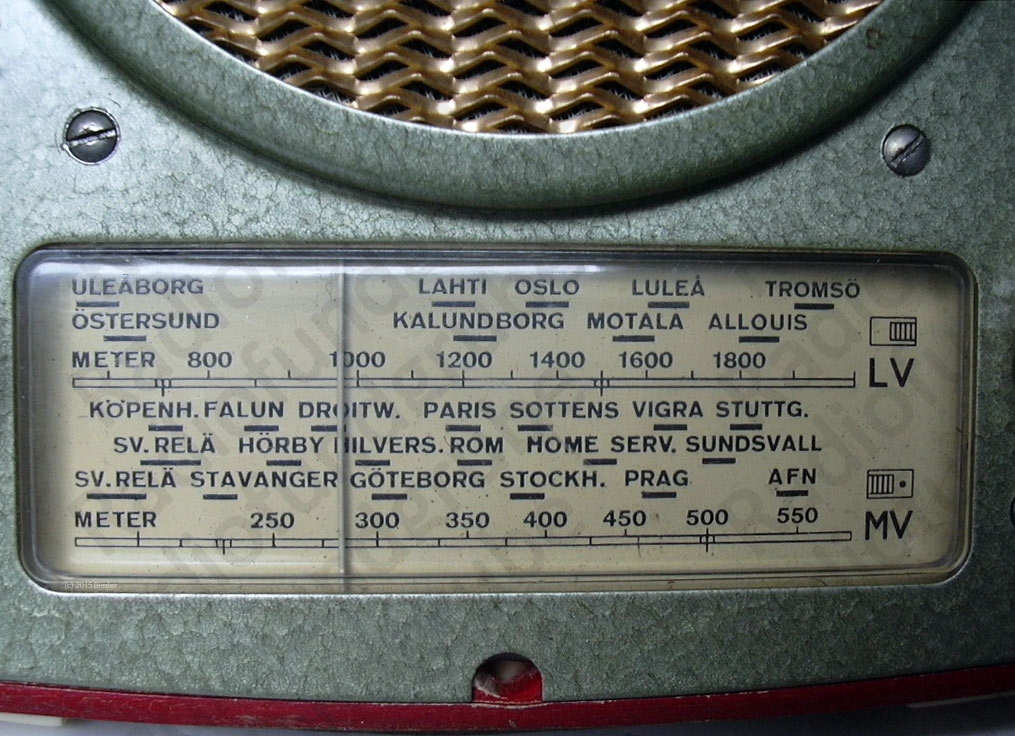 ULEÅBORG LAHTI OSLO LULEÅ TROMSÖ
ÖSTERSUND KALUNDBORG MOTALA ALLOUIS
METER 800 1000 1200 1400 1600 1800 LV
KÖPENH. FALUN DROITW. PARIS SOTTENS VIGRA STUTTG.
SV. RELÄ HÖRBY HILVERS. ROM HOME SERV. SUNDSVALL
SV. RELÄ STAVANGER GÖTEBORG STOCKH. PRAG AFN
METER 250 300 350 400 450 500 550 MV